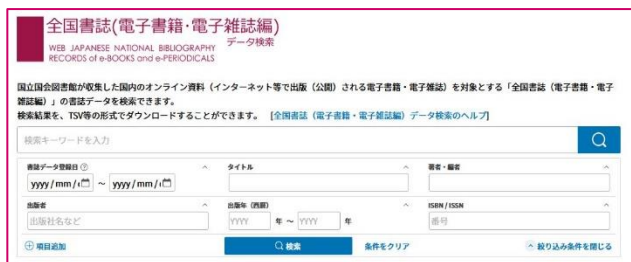 全国書誌(電子書籍・電子雑誌編)
データ検索
WEB JAPANESE NATIONAL BIBLIOGRAPHY
RECORDS of e-BOOKS and e-PERIODICALS
国立国会図書館が収集した国内のオンライン資料（インターネット等で出版（公開）される電子書籍・電子雑誌）を対象とする「全国書誌（電子書籍・電子
雑誌編）」の書誌データを検索できます。
検索結果を、TSV等の形式でダウンロードすることができます。 [全国書誌（電子書籍・電子雑誌編）データ検索のヘルプ]
検索キーワードを入力
書誌データ登録日 ? タイトル 著者・編者
yyyy/mm/ ～ yyyy/mm/
出版者 出版年（西暦） ISBN / ISSN
出版社名など YYYY 年 ～ YYYY 年 番号
項目追加 検索 条件をクリア 絞り込み条件を閉じる